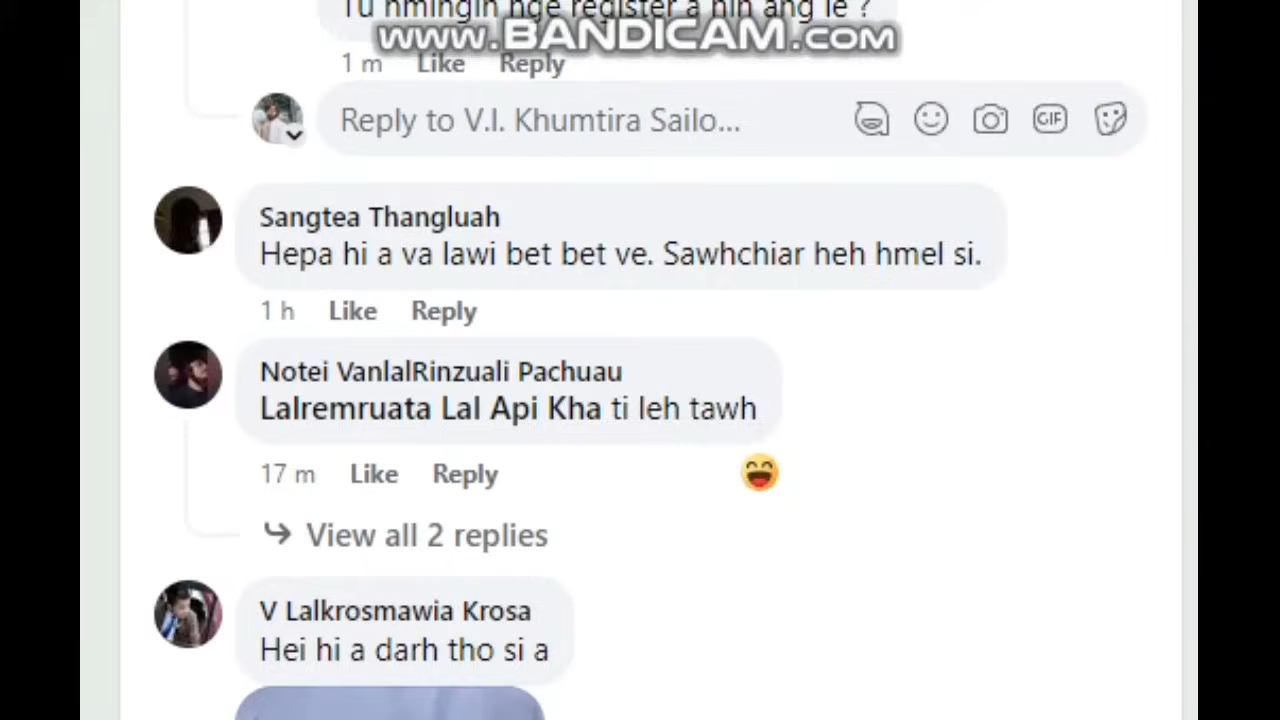 Tu hmingin nge register a nih ang le ?
www.BANDICAM.com
1 m Like Reply
Reply to V.l. Khumtira Sailo...
GIF
Sangtea Thangluah
Hepa hi a va lawi bet bet ve. Sawhchiar heh hmel si.
1 h Like Reply
Notei VanlalRinzuali Pachuau
Lalremruata Lal Api Kha ti leh tawh
17 m Like Reply
View all 2 replies
V Lalkrosmawia Krosa
Hei hi a darh tho si a